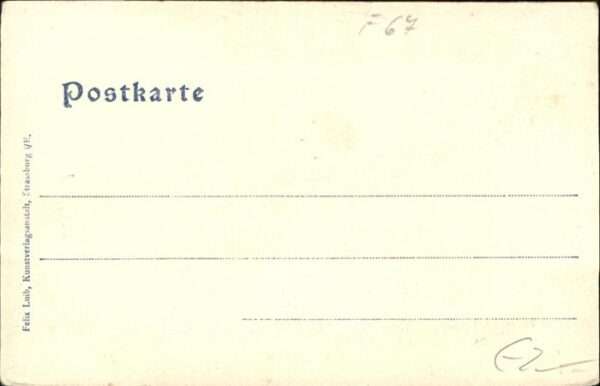 F 67
Postkarte
Felix Luib, Kunstverlagsanstalt, Strassburg i/E.